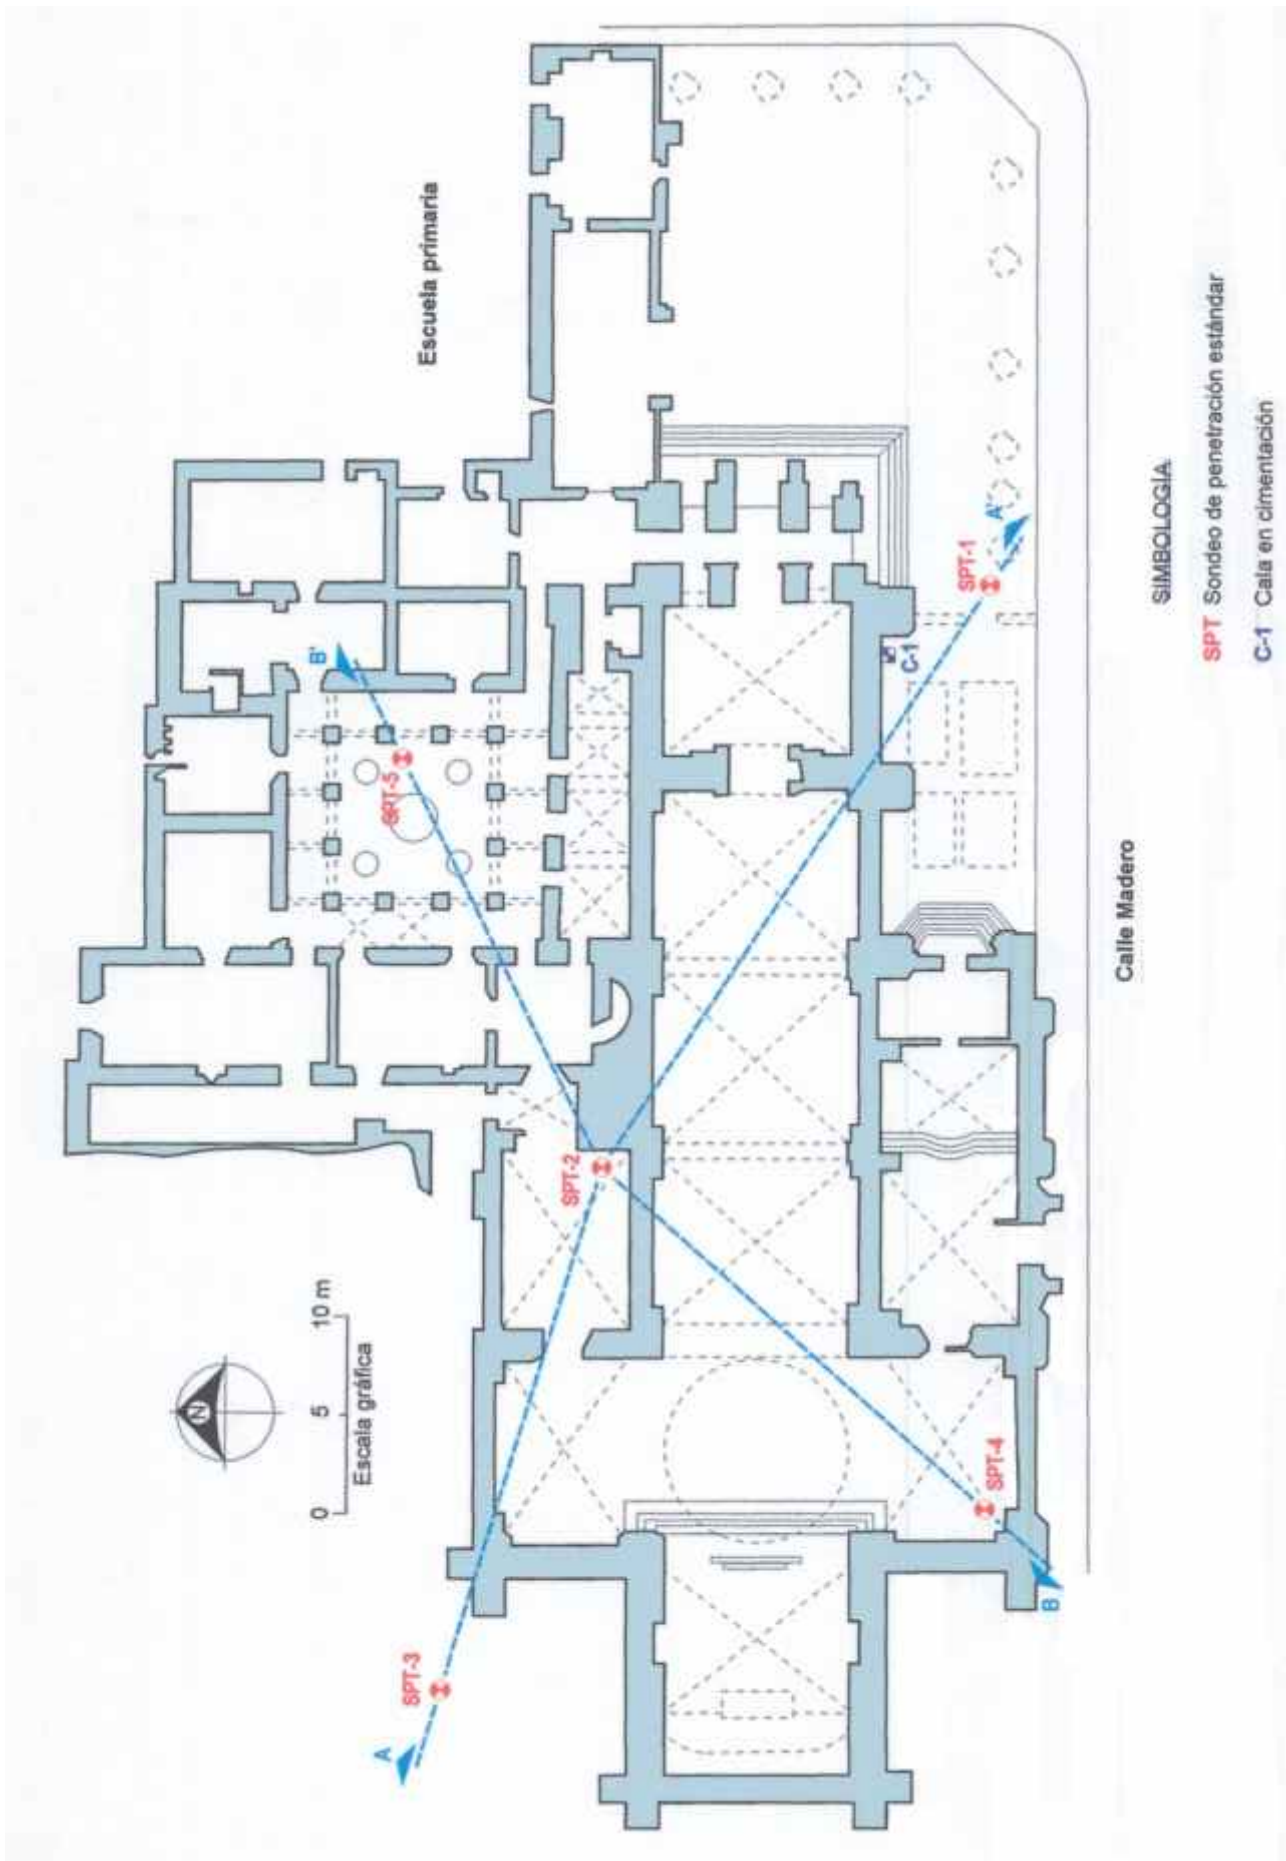 Escuela primaria
B'
SPT-5
SPT-1
A'
C-1
SPT-2
Calle Madero
N
0 5 10 m
Escala gráfica
SPT-3
A
SPT-4
B
SIMBOLOGÍA
SPT Sondeo de penetración estándar
C-1 Cala en cimentación